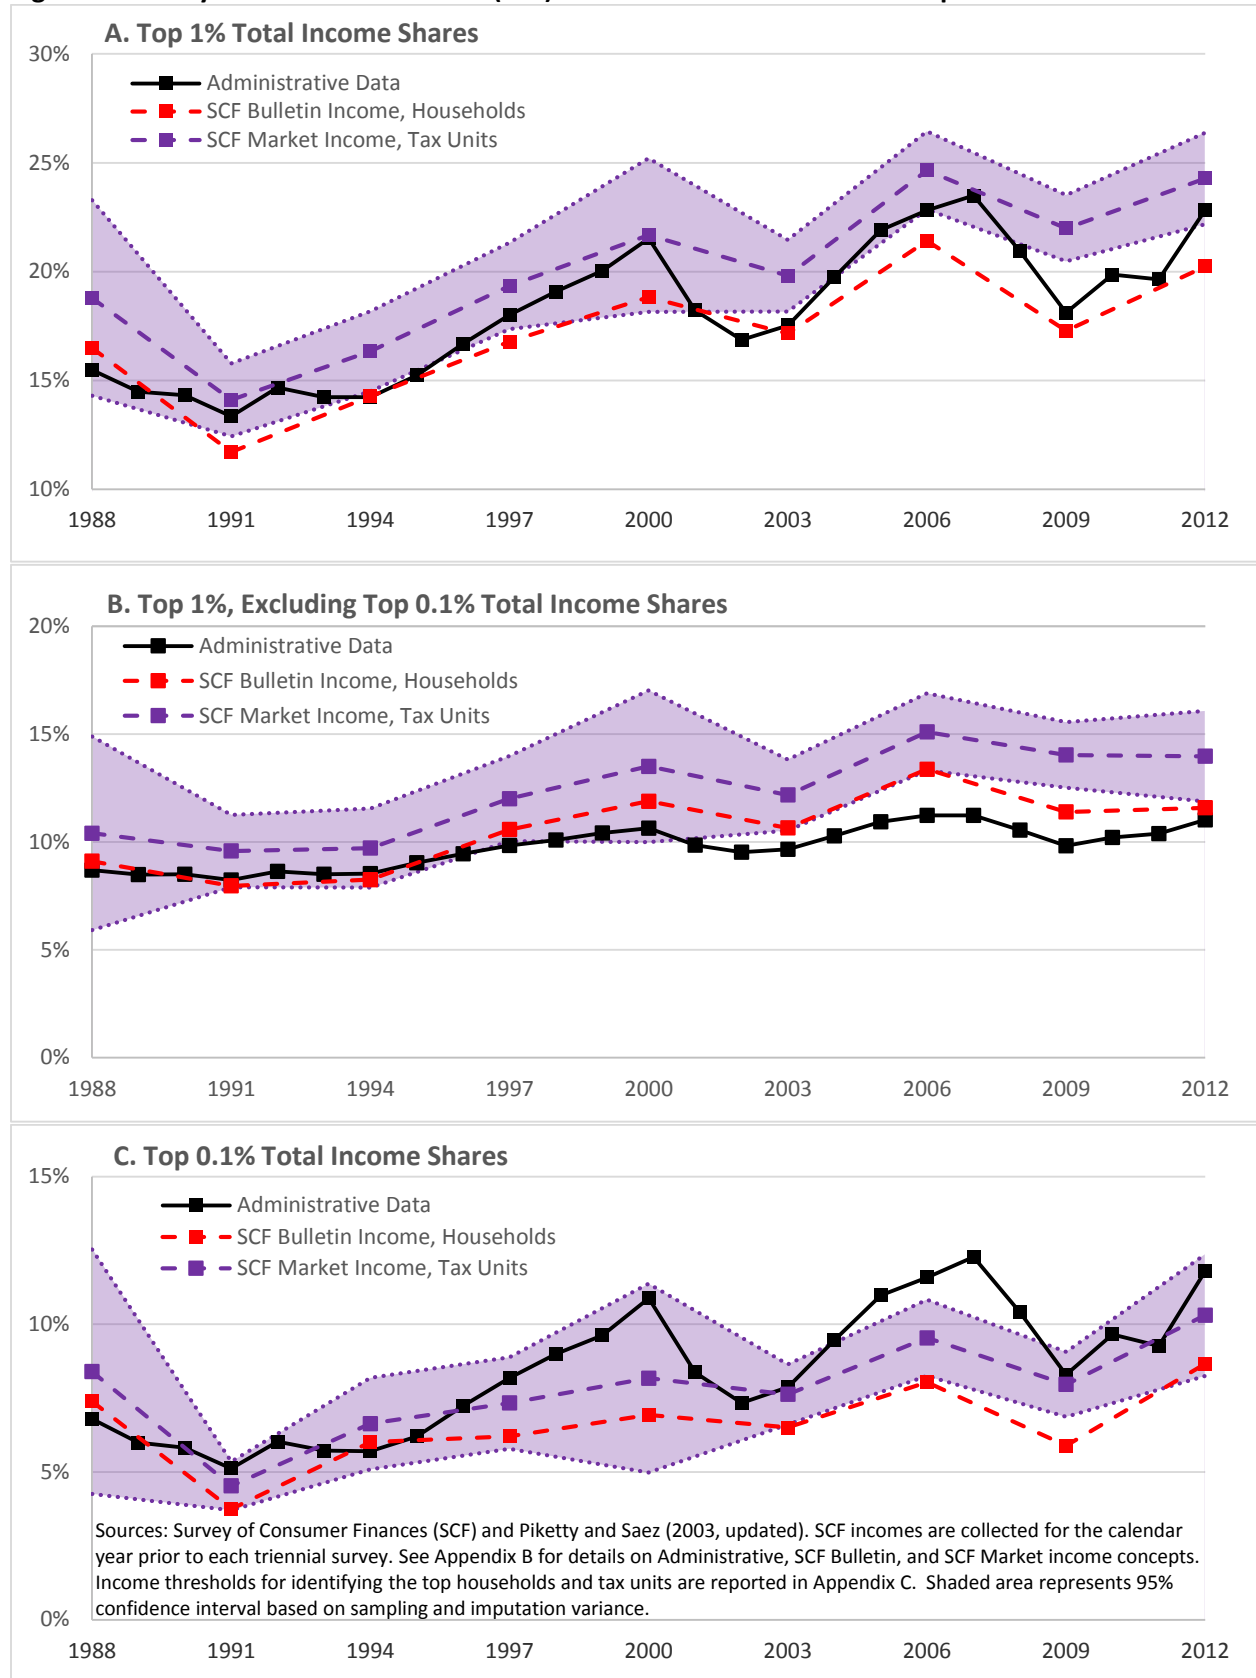 A. Top 1% Total Income Shares
30%
Administrative Data
SCF Bulletin Income, Households
SCF Market Income, Tax Units
25%
20%
15%
10%
1988 1991 1994 1997 2000 2003 2006 2009 2012
B. Top 1%, Excluding Top 0.1% Total Income Shares
20%
Administrative Data
SCF Bulletin Income, Households
SCF Market Income, Tax Units
15%
10%
5%
0%
1988 1991 1994 1997 2000 2003 2006 2009 2012
C. Top 0.1% Total Income Shares
15%
Administrative Data
SCF Bulletin Income, Households
SCF Market Income, Tax Units
10%
5%
Sources: Survey of Consumer Finances (SCF) and Piketty and Saez (2003, updated). SCF incomes are collected for the calendar
year prior to each triennial survey. See Appendix B for details on Administrative, SCF Bulletin, and SCF Market income concepts.
Income thresholds for identifying the top households and tax units are reported in Appendix C. Shaded area represents 95%
confidence interval based on sampling and imputation variance.
0%
1988 1991 1994 1997 2000 2003 2006 2009 2012